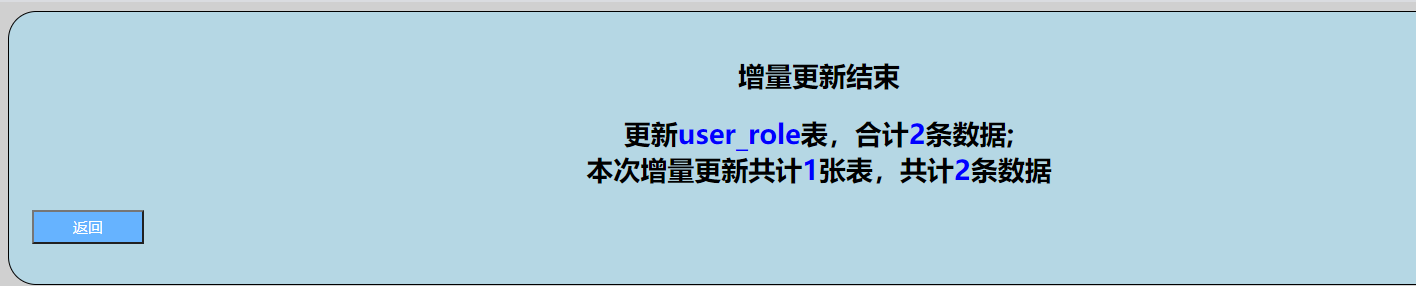 增量更新结束
更新user_role表，合计2条数据;
本次增量更新共计1张表，共计2条数据
返回